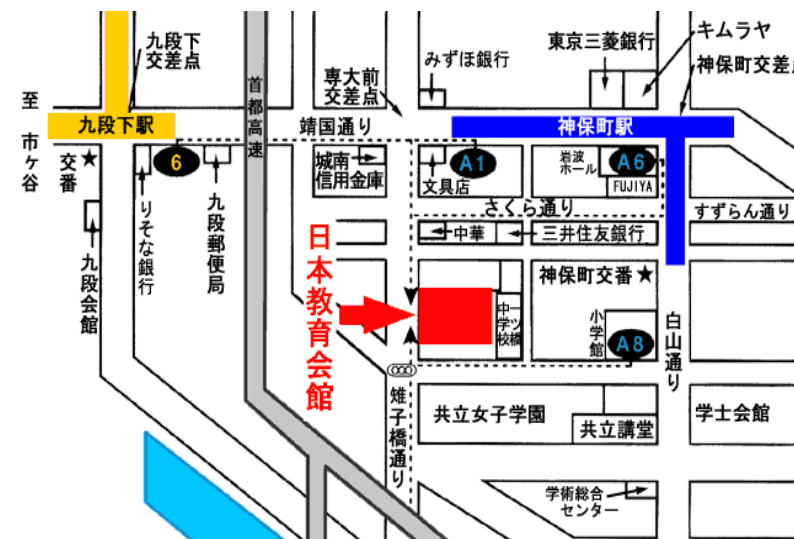 九段下
交差点
首都高速
専大前
交差点
みずほ銀行
東京三菱銀行
キムラヤ
神保町交差点
至 市ヶ谷
九段下駅
靖国通り
神保町駅
交番★
6
城南
信用金庫
文具店
A1
岩波
ホール
A6
FUJIYA
りそな銀行
九段郵便局
九段会館
さくら通り
すずらん通り
中華
三井住友銀行
日本教育会館
神保町交番★
一ツ橋
中学校
小学館
A8
白山通り
雉子橋通り
共立女子学園
共立講堂
学士会館
学術総合
センター